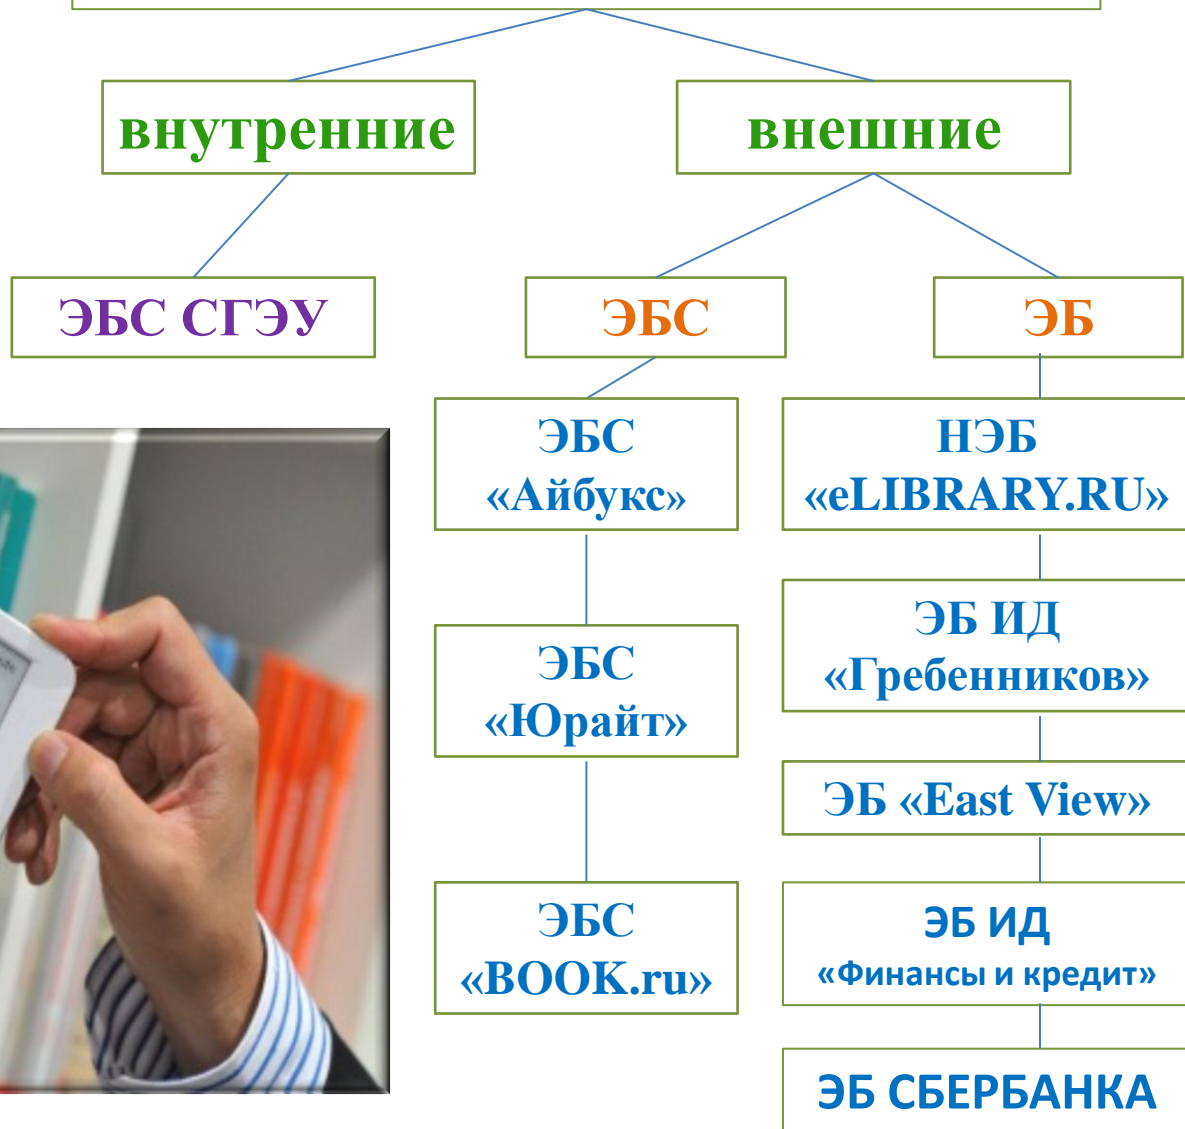 внутренние
внешние
ЭБС СГЭУ
ЭБС
ЭБ
ЭБС
«Айбукс»
ЭБС
«Юрайт»
ЭБС
«BOOK.ru»
НЭБ
«eLIBRARY.RU»
ЭБ ИД
«Гребенников»
ЭБ «East View»
ЭБ ИД
«Финансы и кредит»
ЭБ СБЕРБАНКА